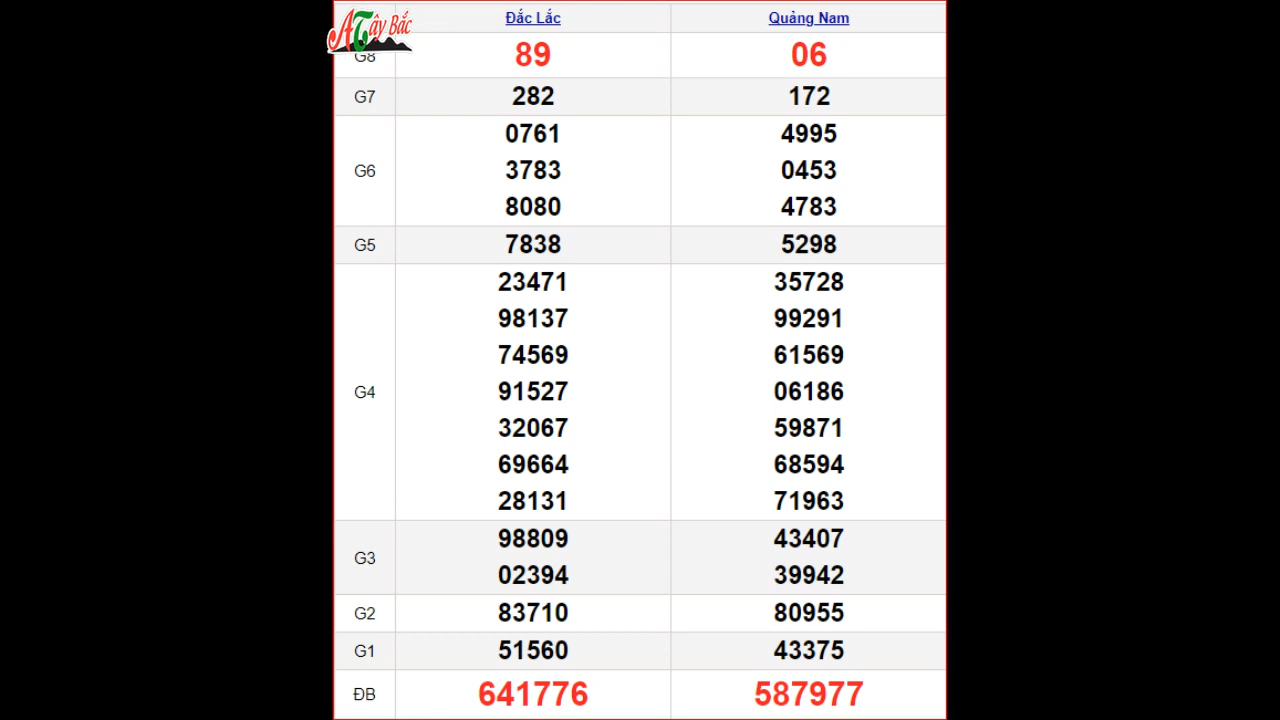 ATây Bắc
Đắc Lắc Quảng Nam
G8 89 06
G7 282 172
0761 4995
G6 3783 0453
8080 4783
G5 7838 5298
23471 35728
98137 99291
74569 61569
G4 91527 06186
32067 59871
69664 68594
28131 71963
98809 43407
G3
02394 39942
G2 83710 80955
G1 51560 43375
ĐB 641776 587977